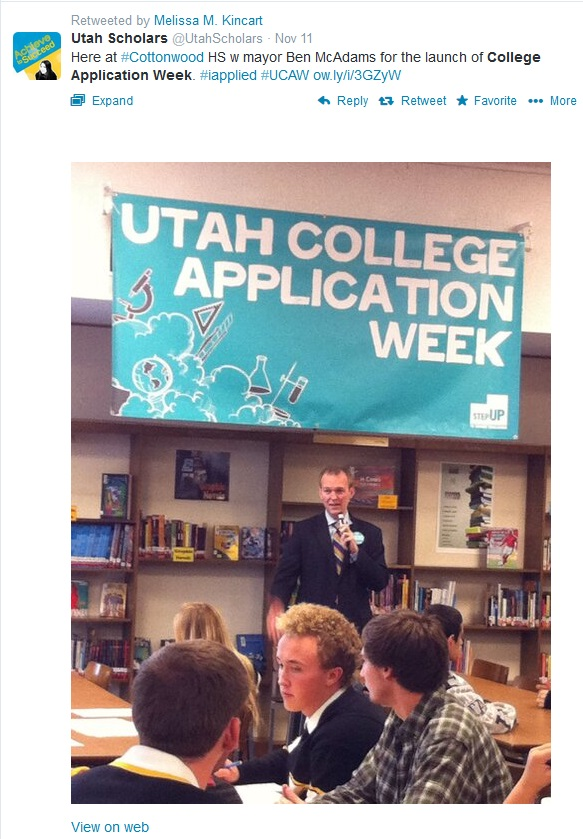 Retweeted by Melissa M. Kincart
Achieve
Succeed
Utah Scholars @UtahScholars · Nov 11
Here at #Cottonwood HS w mayor Ben McAdams for the launch of College
Application Week. #iapplied #UCAW ow.ly/i/3GZyW
Expand
Reply
Retweet
Favorite
More
UTAH COLLEGE
APPLICATION
WEEK
STEPUP
View on web